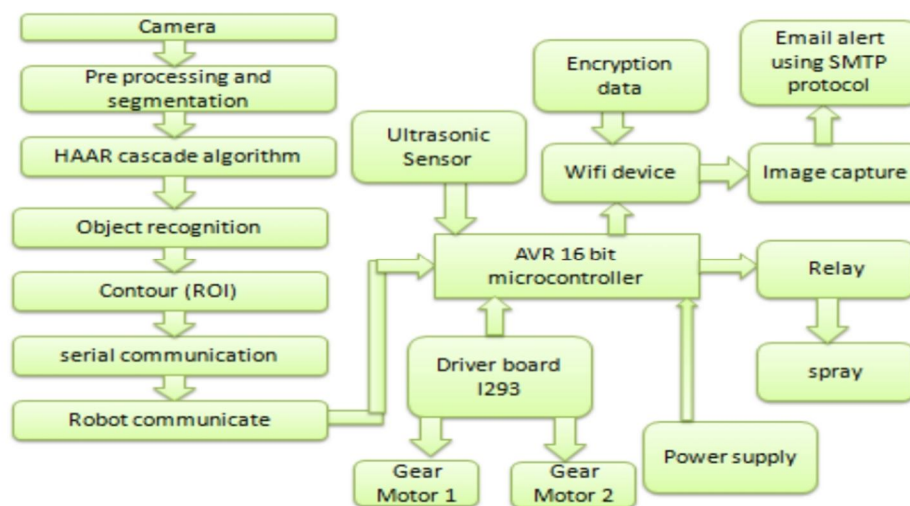 Camera
Pre processing and
segmentation
HAAR cascade algorithm
Object recognition
Contour (ROI)
serial communication
Robot communicate
Ultrasonic
Sensor
Encryption
data
Wifi device
Email alert
using SMTP
protocol
Image capture
AVR 16 bit
microcontroller
Relay
spray
Driver board
I293
Gear
Motor 1
Gear
Motor 2
Power supply